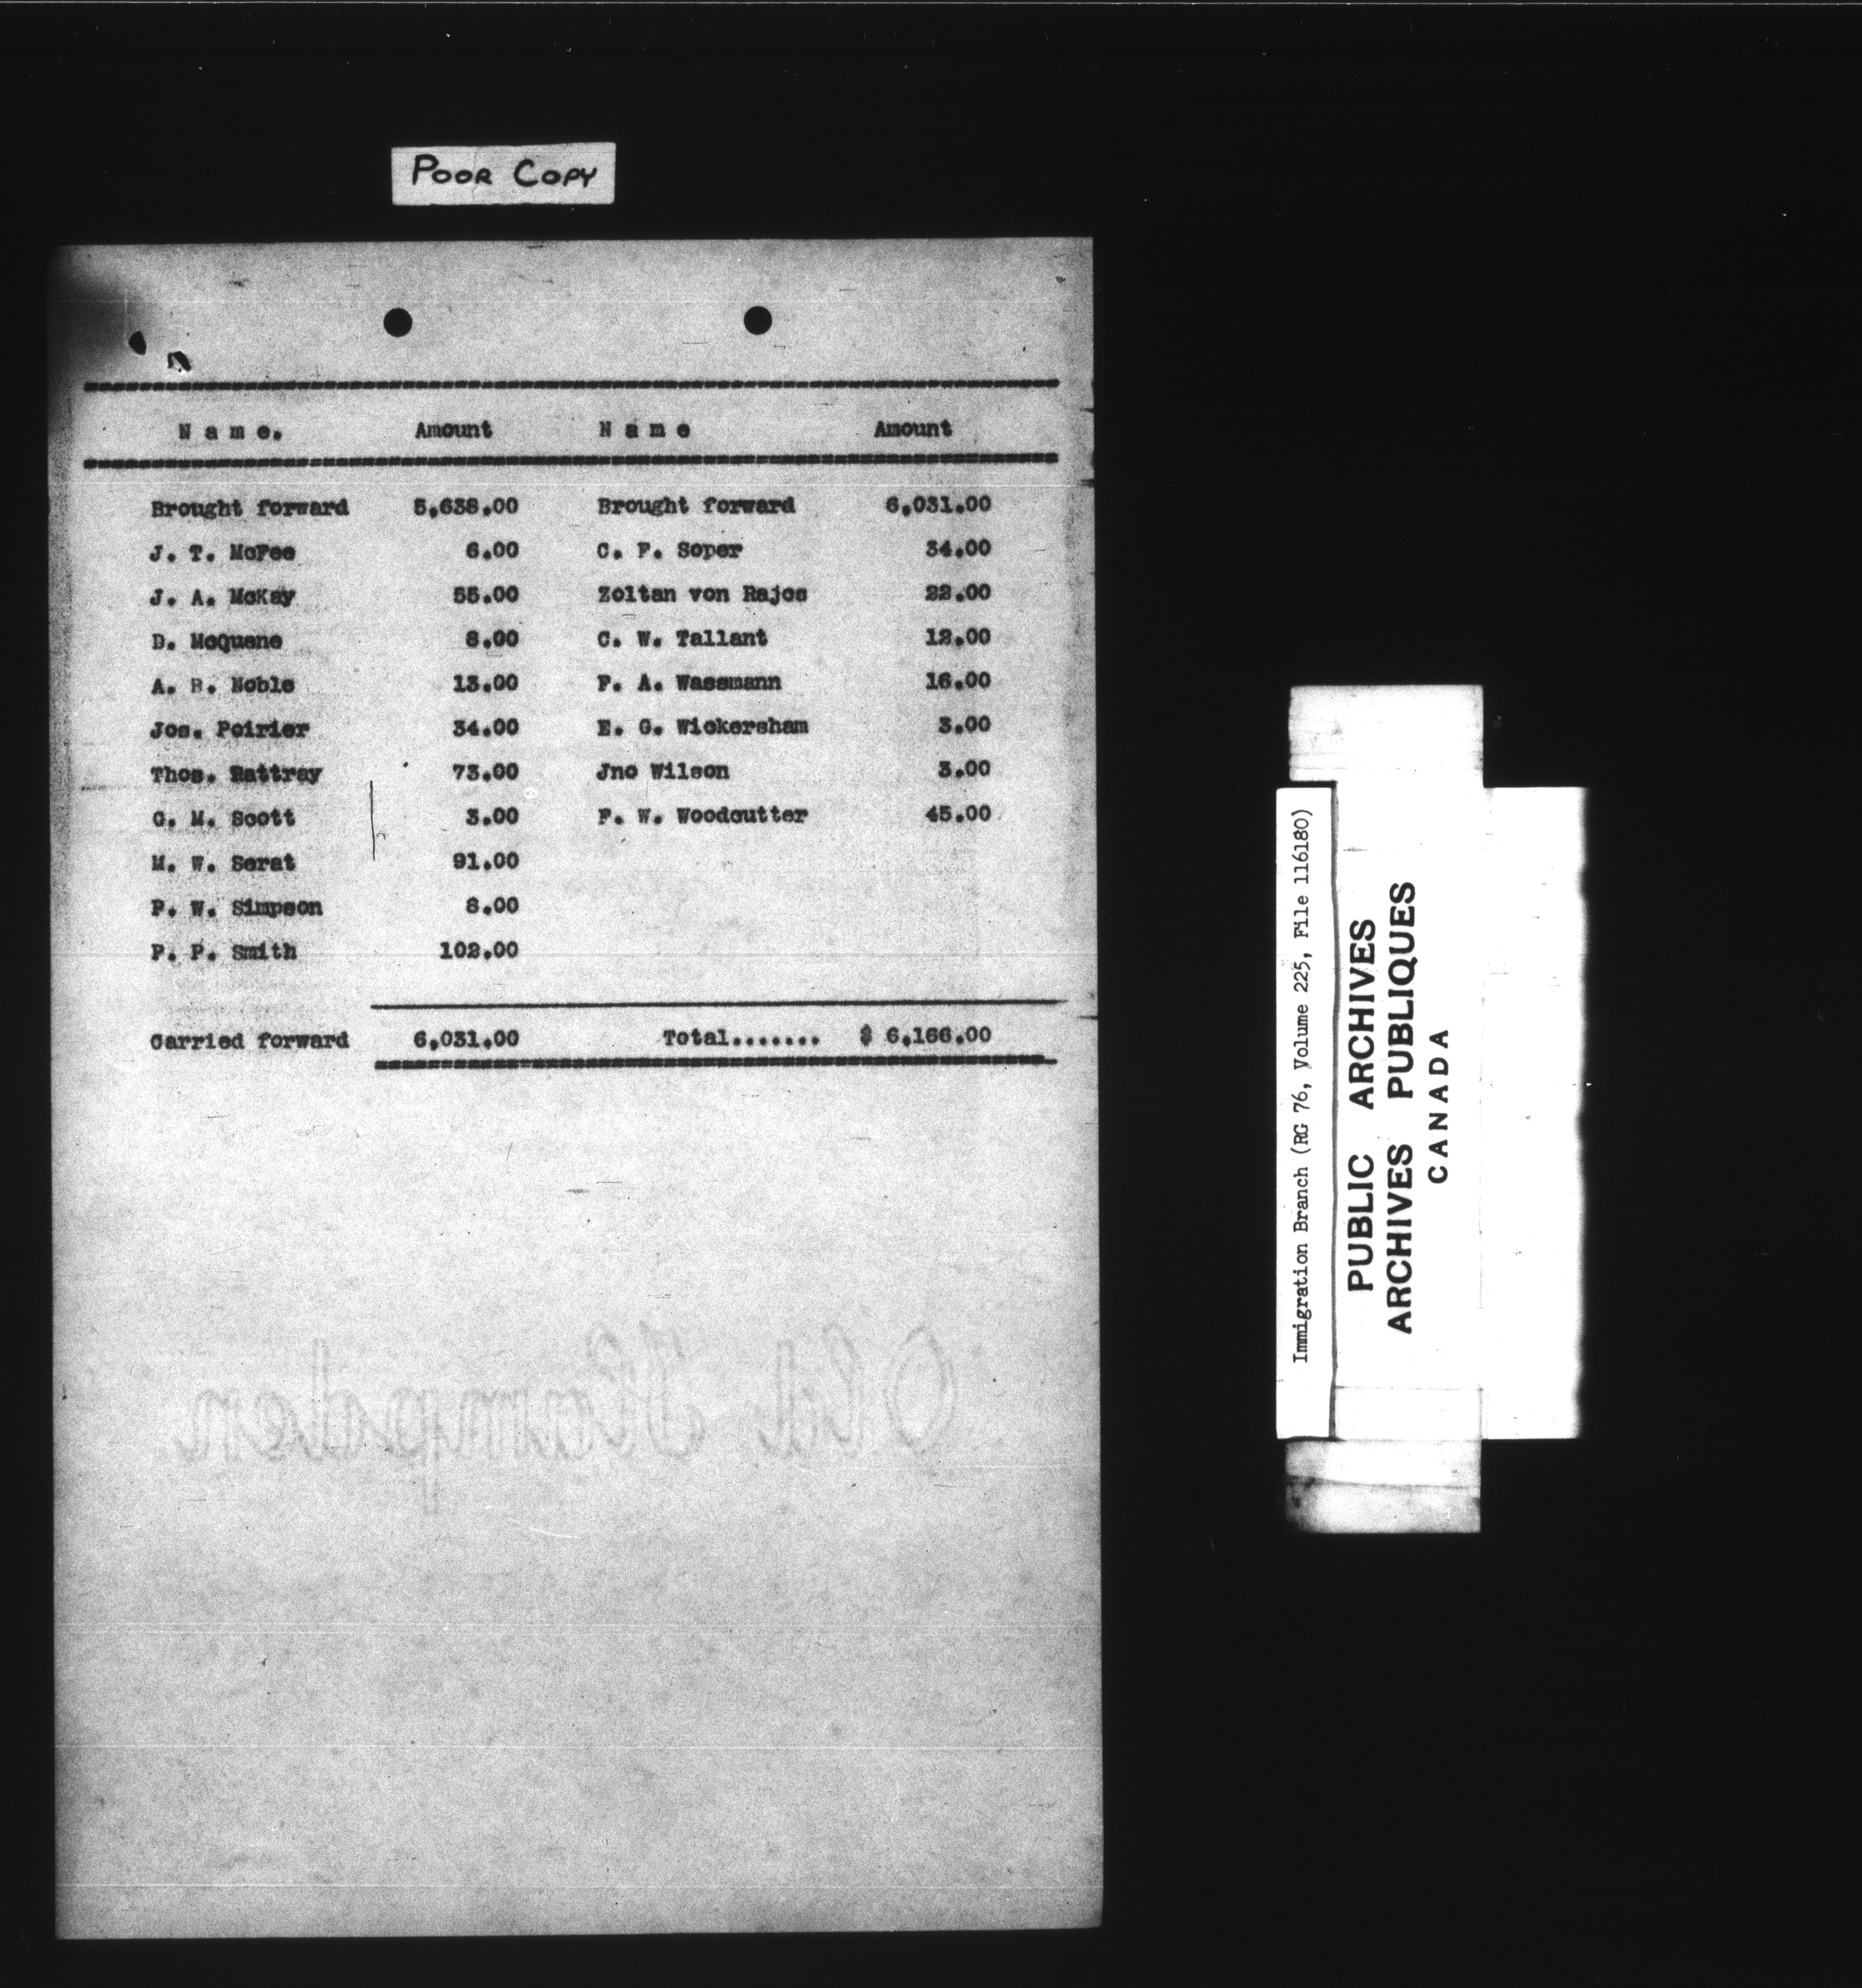 POOR COPY
N a m e. Amount N a m e Amount
Brought forward 5,638.00 Brought forward 6,031.00
J. T. McFee 6.00 C. F. Soper 34.00
J. A. McKay 55.00 Zoltan von Rajcs 22.00
D. McQuene 8.00 C. W. Tallant 12.00
A. B. Noble 13.00 F. A. Wassmann 16.00
Jos. Poirier 34.00 E. G. Wickersham 3.00
Thos. Rattray 73.00 Jno Wilson 3.00
G. M. Scott 3.00 F. W. Woodcutter 45.00
M. W. Serat 91.00
P. W. Simpson 8.00
P. P. Smith 102.00
Carried forward 6,031.00 Total....... $ 6,166.00
Old Hampden
Immigration Branch (RG 76, Volume 225, File 116180)
PUBLIC ARCHIVES
ARCHIVES PUBLIQUES
CANADA